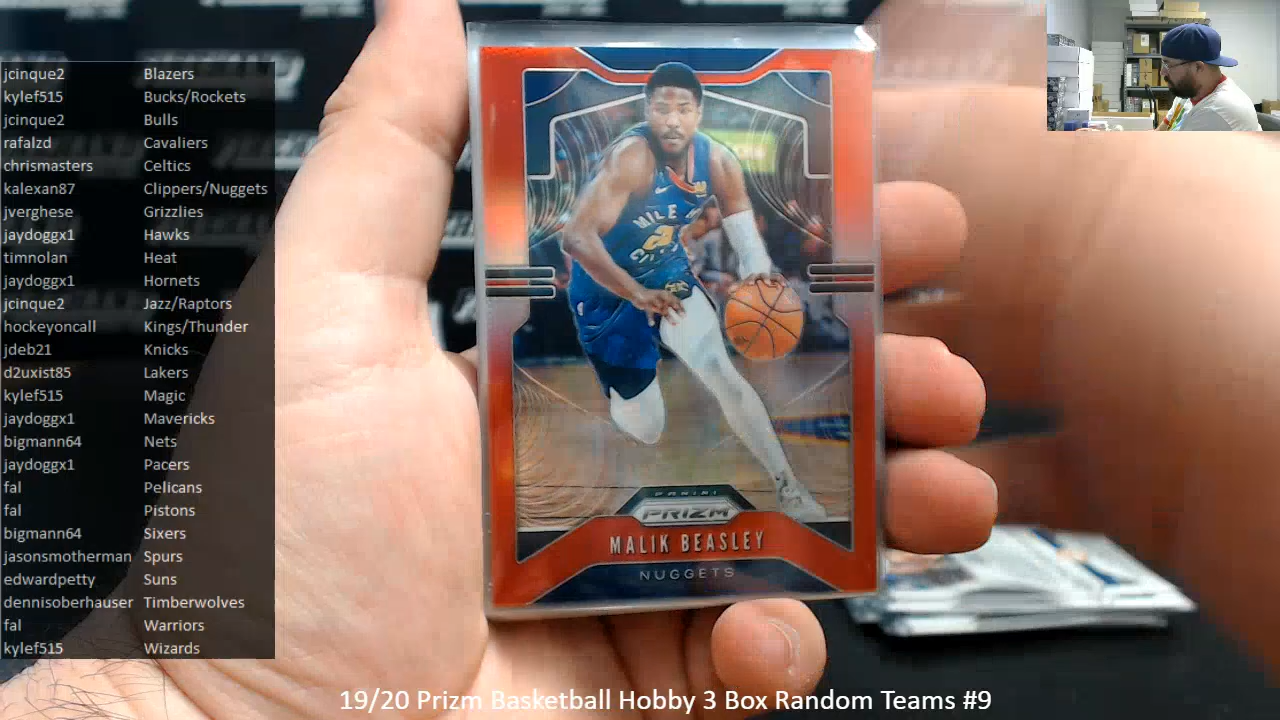 jcinque2 Blazers
kylef515 Bucks/Rockets
jcinque2 Bulls
rafalzd Cavaliers
chrismasters Celtics
kalexan87 Clippers/Nuggets
jverghese Grizzlies
jaydoggx1 Hawks
timnolan Heat
jaydoggx1 Hornets
jcinque2 Jazz/Raptors
hockeyoncall Kings/Thunder
jdeb21 Knicks
d2uxist85 Lakers
kylef515 Magic
jaydoggx1 Mavericks
bigmann64 Nets
jaydoggx1 Pacers
fal Pelicans
fal Pistons
bigmann64 Sixers
jasonsmotherman Spurs
edwardpetty Suns
dennisoberhauser Timberwolves
fal Warriors
kylef515 Wizards
MILE
4
PANINI
PRIZM
MALIK BEASLEY
NUGGETS
19/20 Prizm Basketball Hobby 3 Box Random Teams #9